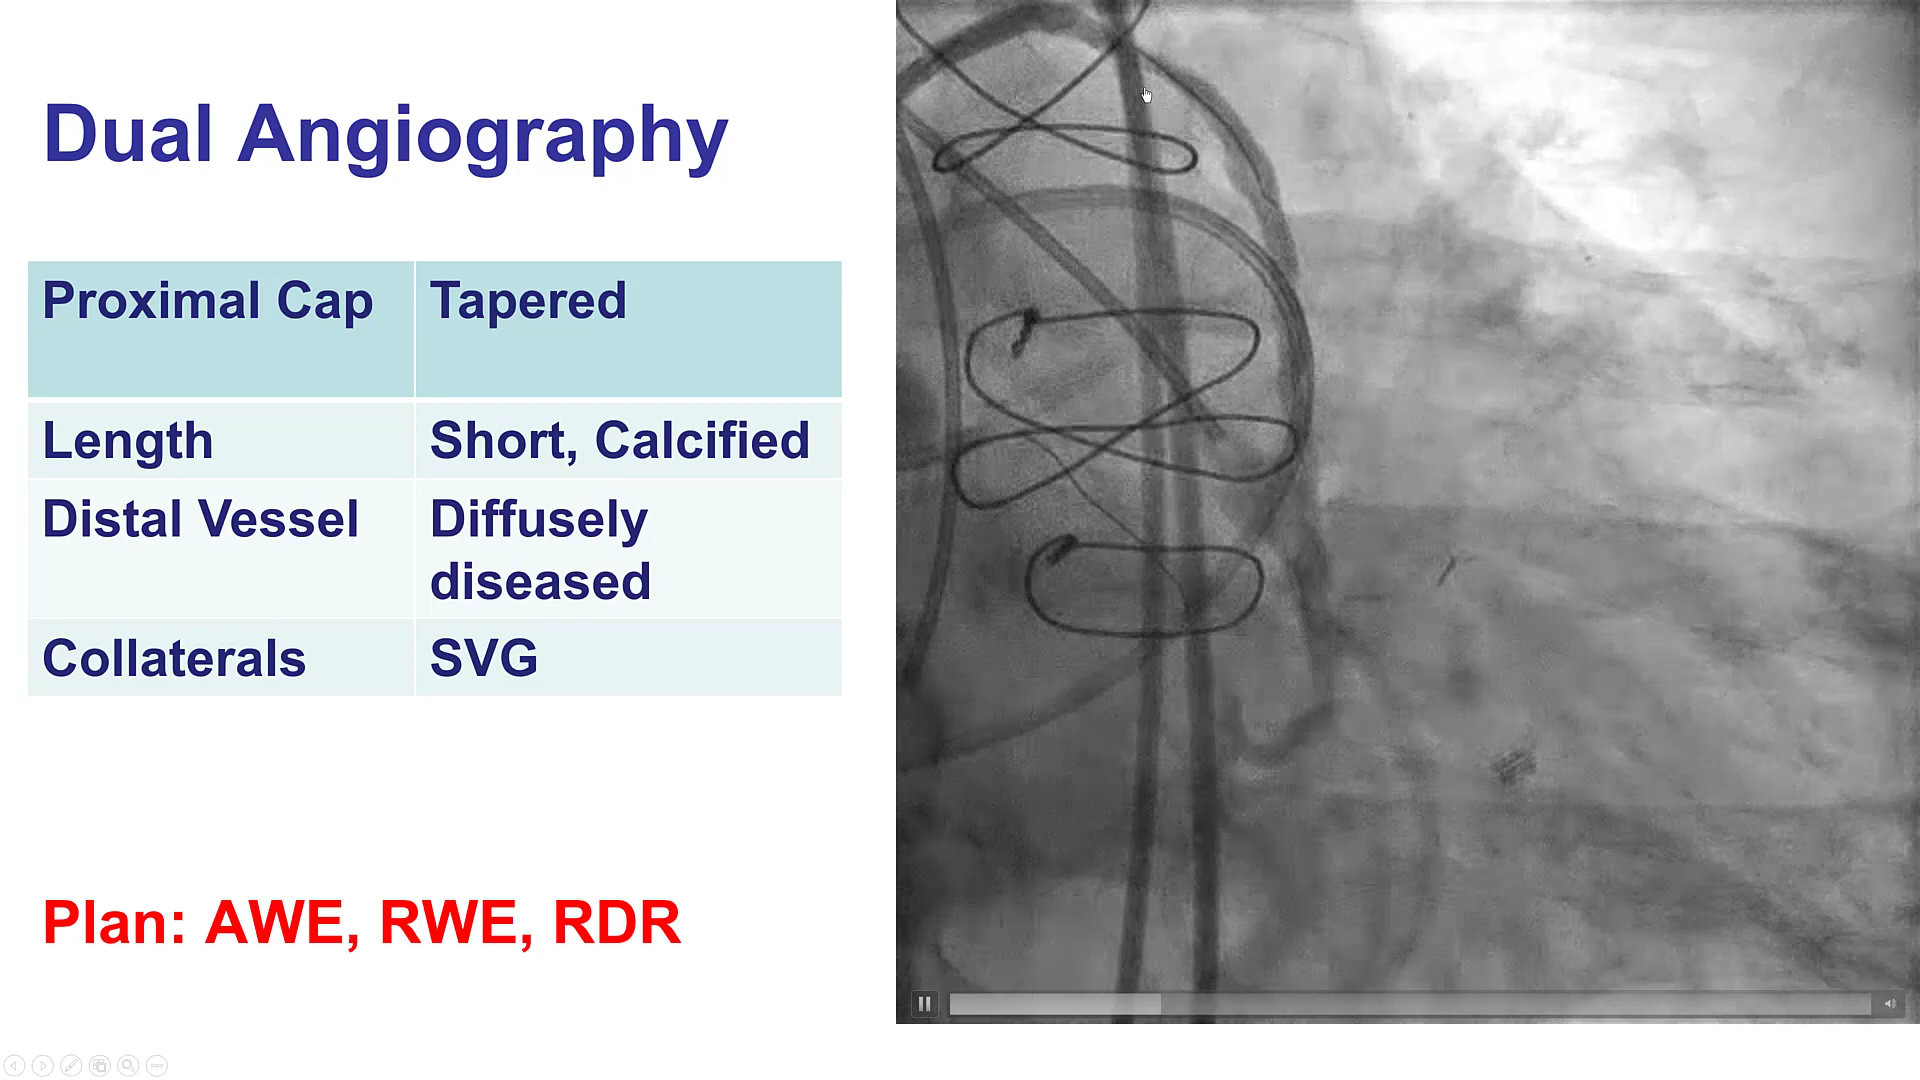 Dual Angiography
Proximal Cap Tapered
Length Short, Calcified
Distal Vessel Diffusely
diseased
Collaterals SVG
Plan: AWE, RWE, RDR